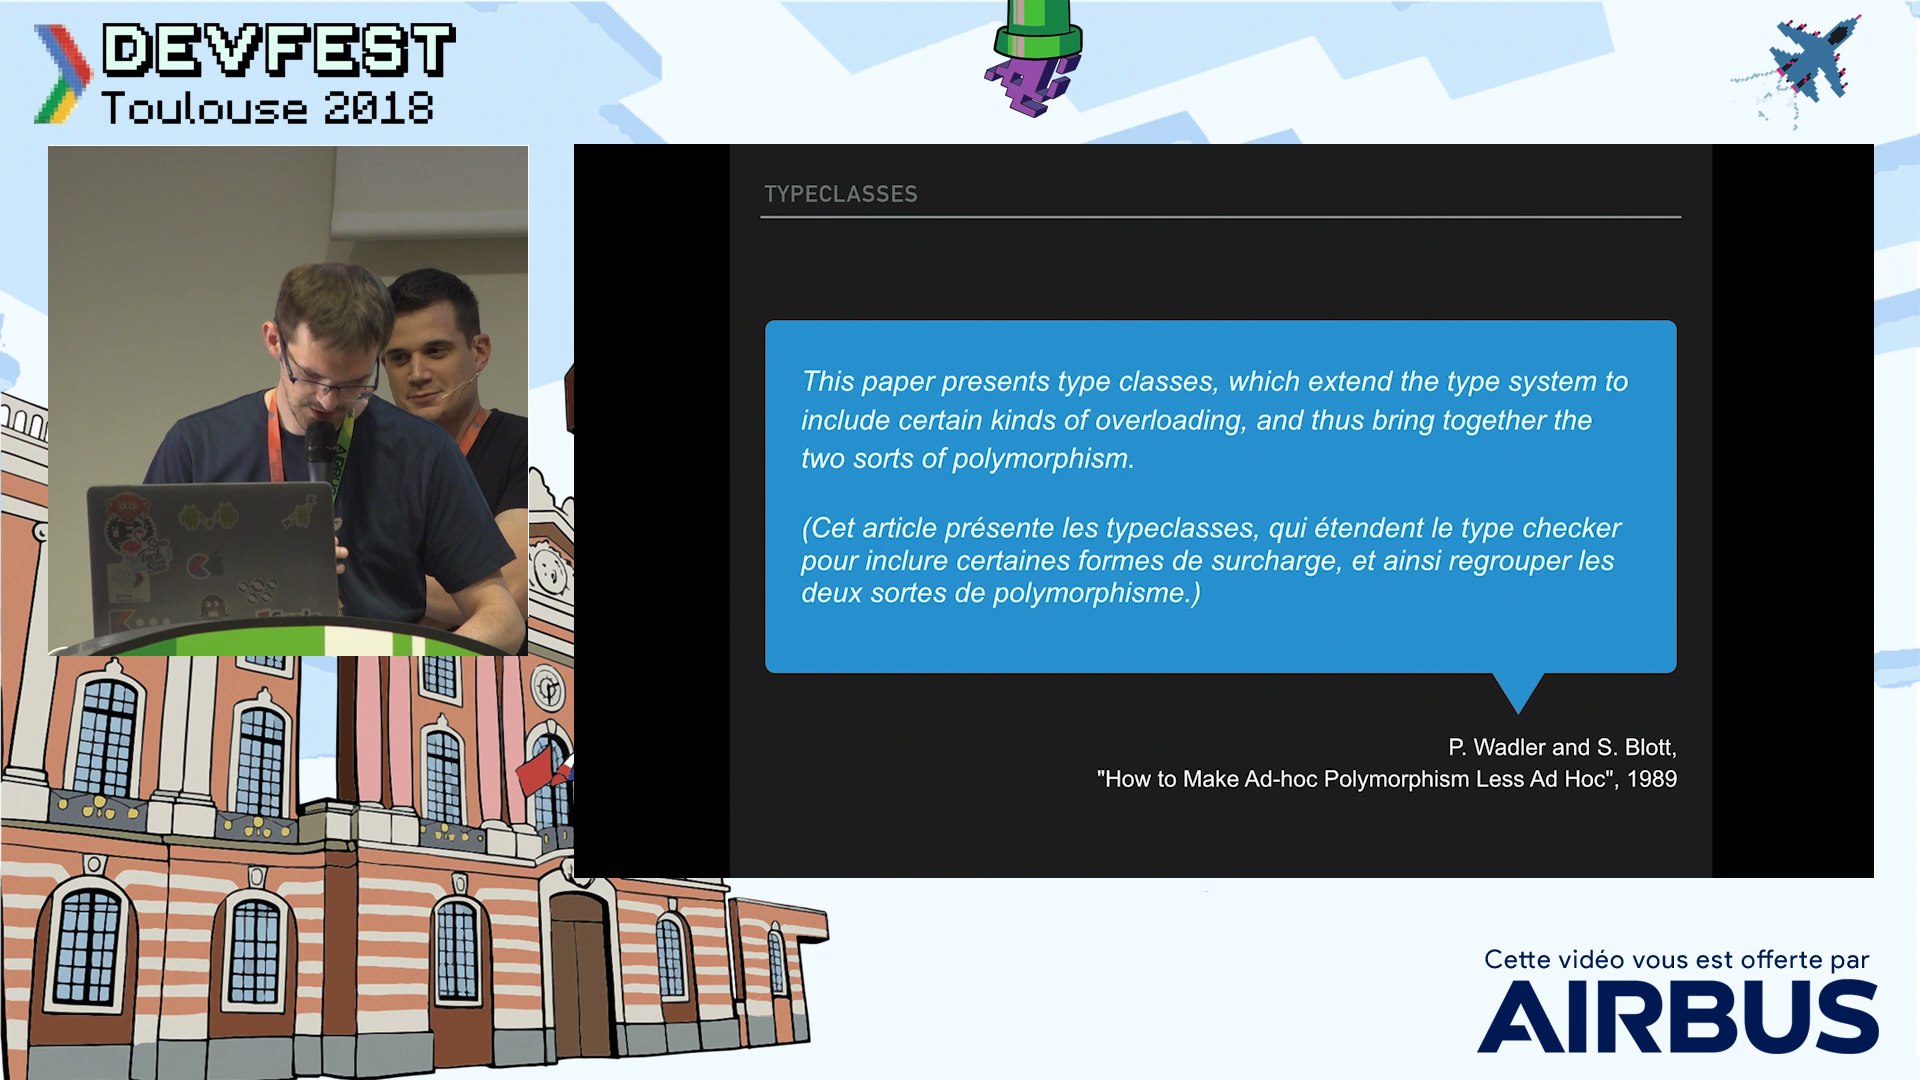 DEVFEST
Toulouse 2018
TYPECLASSES
This paper presents type classes, which extend the type system to
include certain kinds of overloading, and thus bring together the
two sorts of polymorphism.
(Cet article présente les typeclasses, qui étendent le type checker
pour inclure certaines formes de surcharge, et ainsi regrouper les
deux sortes de polymorphisme.)
P. Wadler and S. Blott,
"How to Make Ad-hoc Polymorphism Less Ad Hoc", 1989
Cette vidéo vous est offerte par
AIRBUS